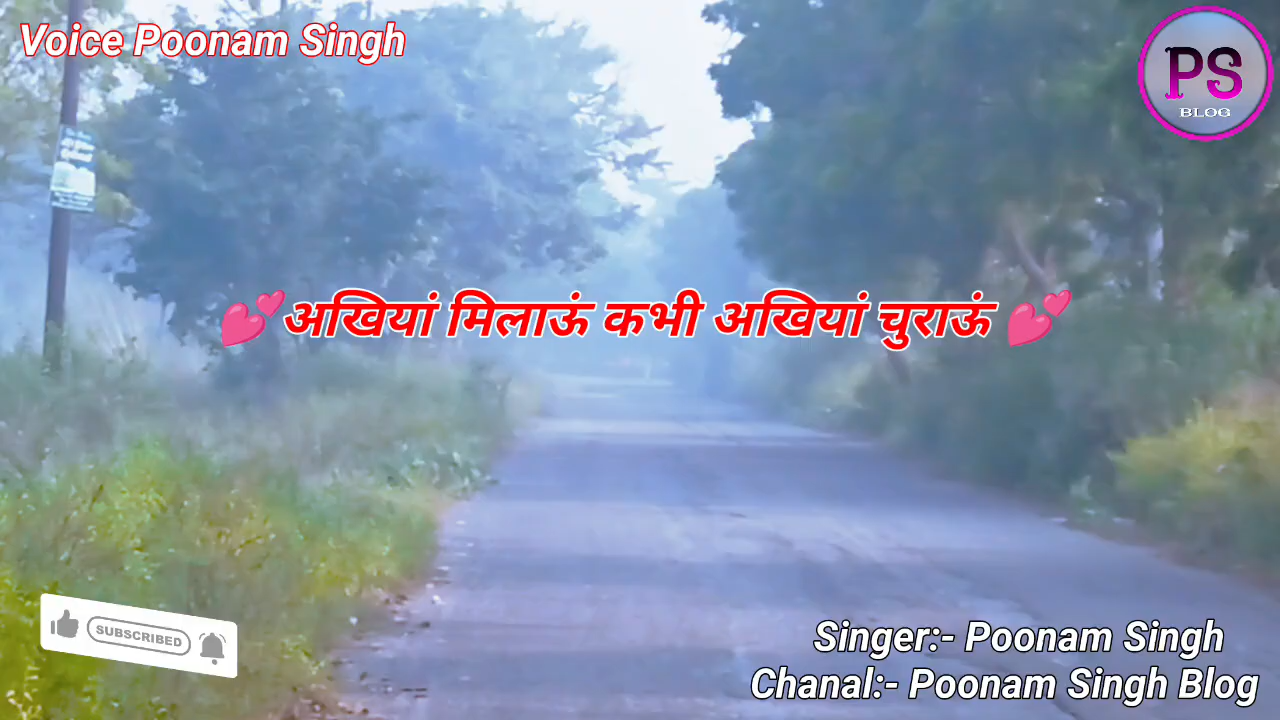 Voice Poonam Singh
PS
BLOG
💕अखियां मिलाऊं कभी अखियां चुराऊं 💕
SUBSCRIBED
Singer:- Poonam Singh
Chanal:- Poonam Singh Blog